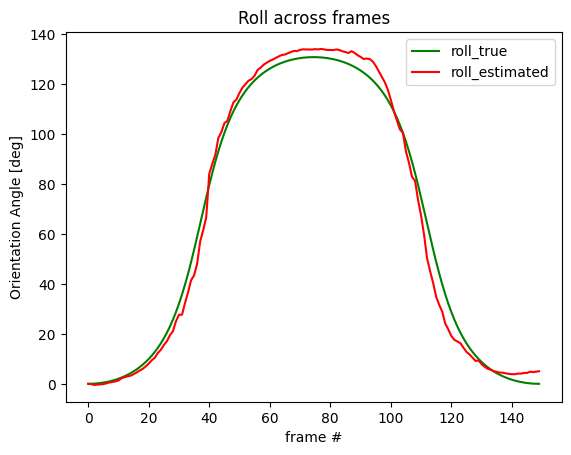 Roll across frames
roll_true
roll_estimated
Orientation Angle [deg]
140
120
100
80
60
40
20
0
0 20 40 60 80 100 120 140
frame #